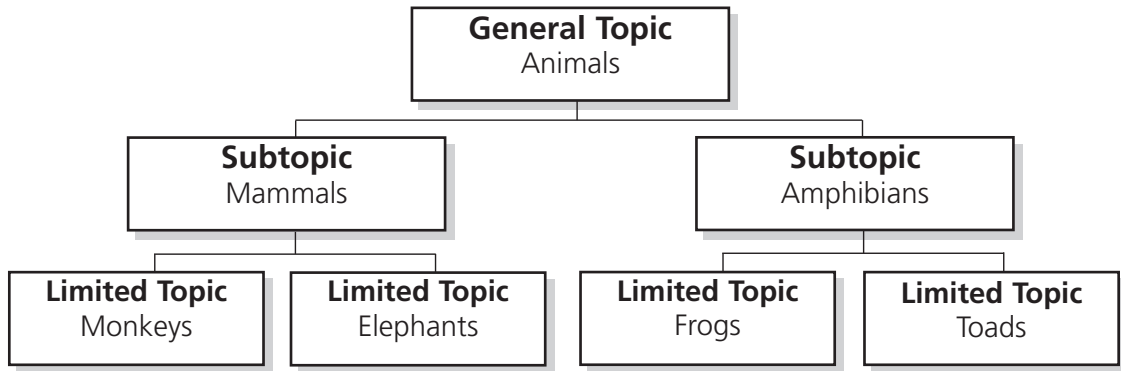 General Topic
Animals
Subtopic
Mammals
Subtopic
Amphibians
Limited Topic
Monkeys
Limited Topic
Elephants
Limited Topic
Frogs
Limited Topic
Toads